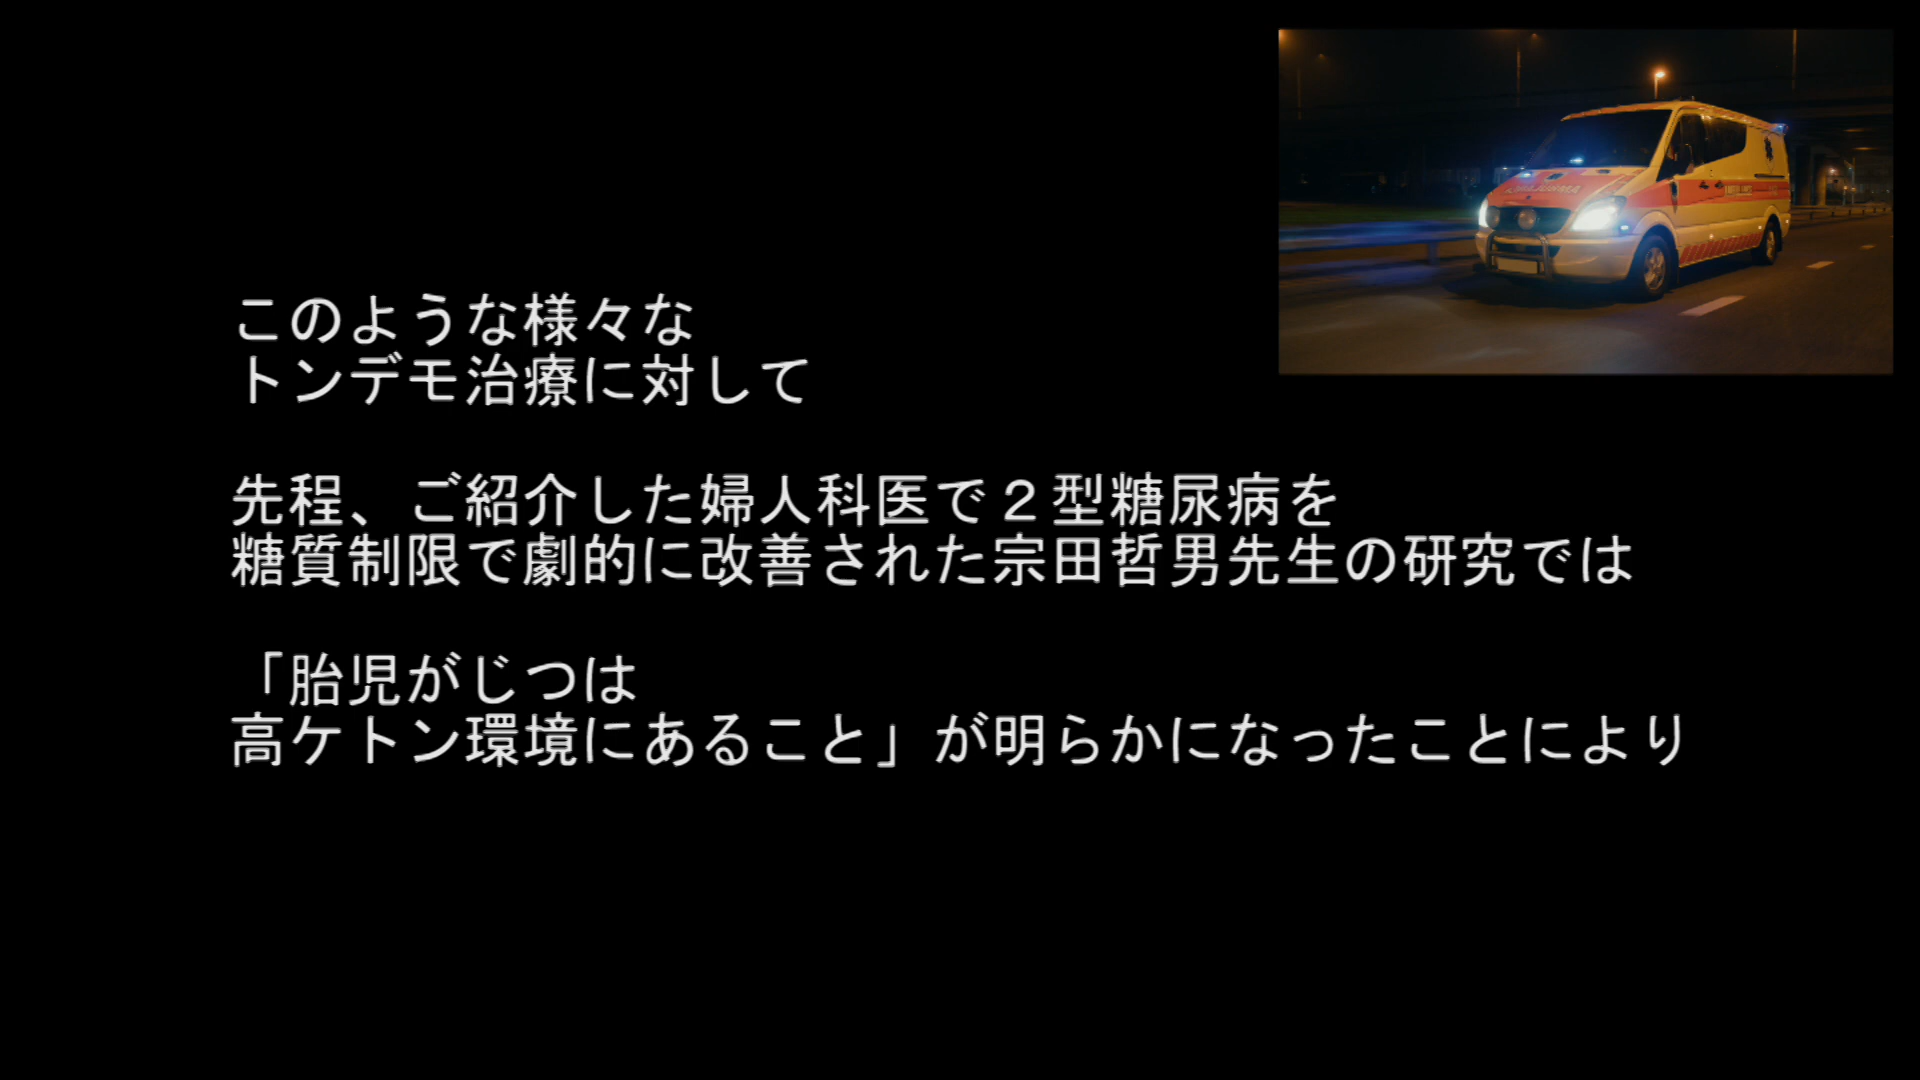 このような様々な
トンデモ治療に対して
先程、ご紹介した婦人科医で２型糖尿病を
糖質制限で劇的に改善された宗田哲男先生の研究では
「胎児がじつは
高ケトン環境にあること」が明らかになったことにより